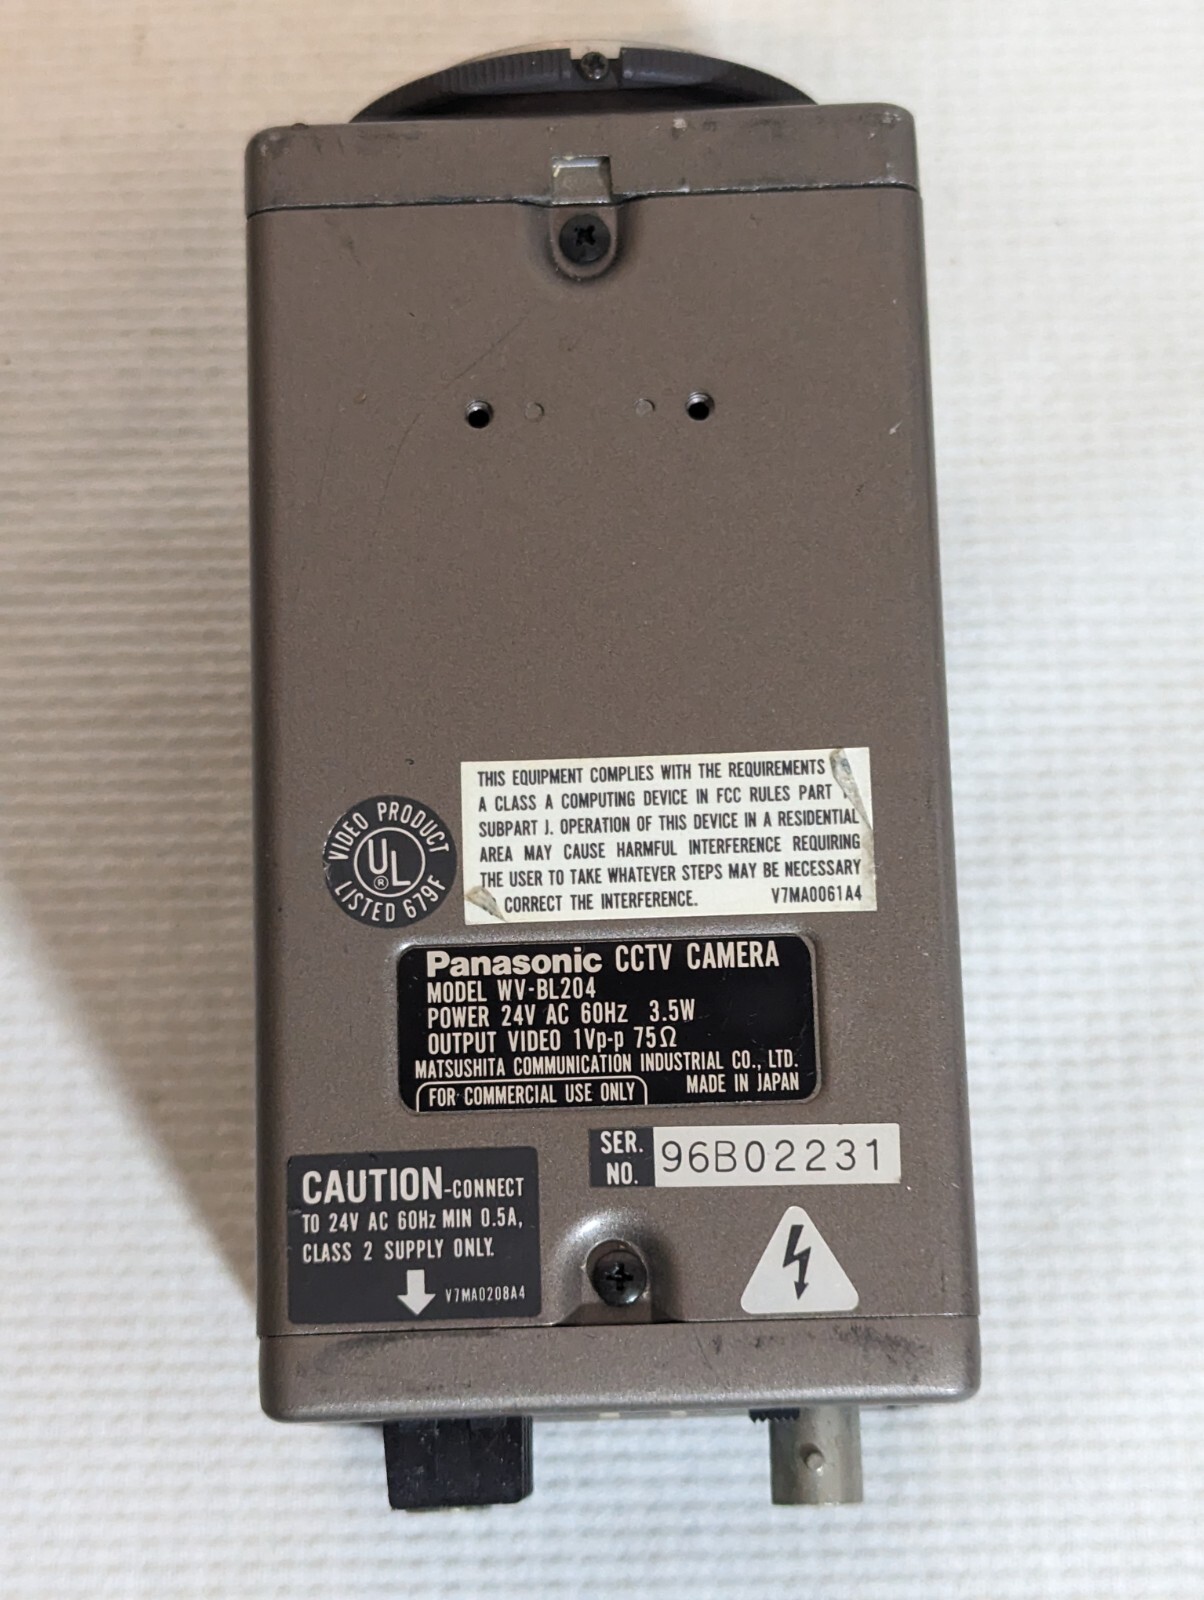 THIS EQUIPMENT COMPLIES WITH THE REQUIREMENTS
A CLASS A COMPUTING DEVICE IN FCC RULES PART
SUBPART J. OPERATION OF THIS DEVICE IN A RESIDENTIAL
AREA MAY CAUSE HARMFUL INTERFERENCE REQUIRING
THE USER TO TAKE WHATEVER STEPS MAY BE NECESSARY
CORRECT THE INTERFERENCE. V7MA0061A4
VIDEO PRODUCT
UL
®
LISTED 679F
Panasonic CCTV CAMERA
MODEL WV-BL204
POWER 24V AC 60Hz 3.5W
OUTPUT VIDEO 1Vp-p 75Ω
MATSUSHITA COMMUNICATION INDUSTRIAL CO., LTD.
FOR COMMERCIAL USE ONLY MADE IN JAPAN
SER.
NO.
96B02231
CAUTION-CONNECT
TO 24V AC 60Hz MIN 0.5A,
CLASS 2 SUPPLY ONLY.
V7MA0208A4